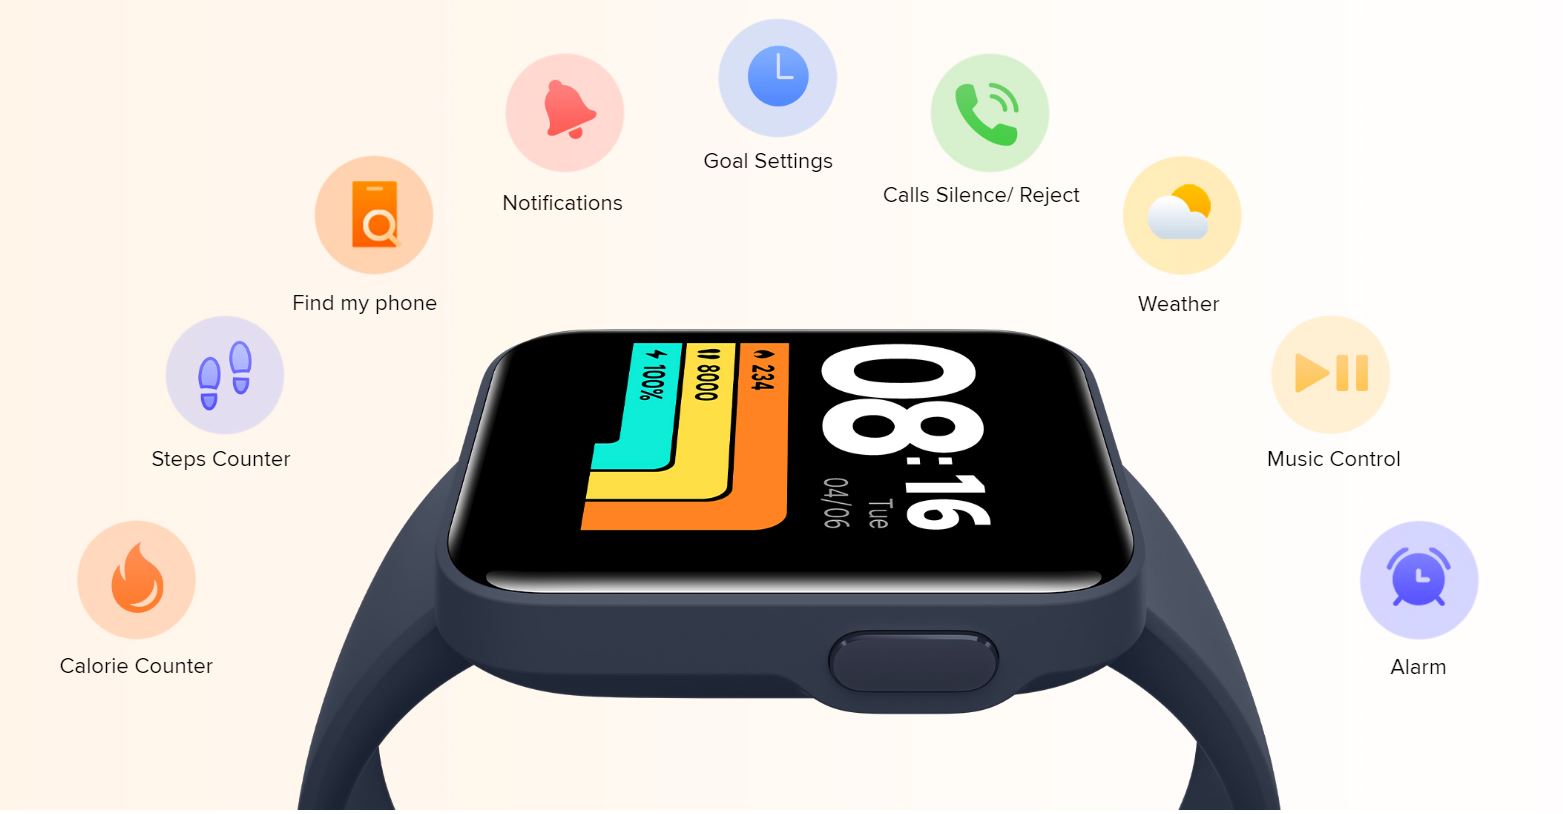 Goal Settings
Notifications
Calls Silence/ Reject
Find my phone
Weather
Steps Counter
Music Control
Calorie Counter
Alarm
08:16
Tue
04/06
234
8000
100%